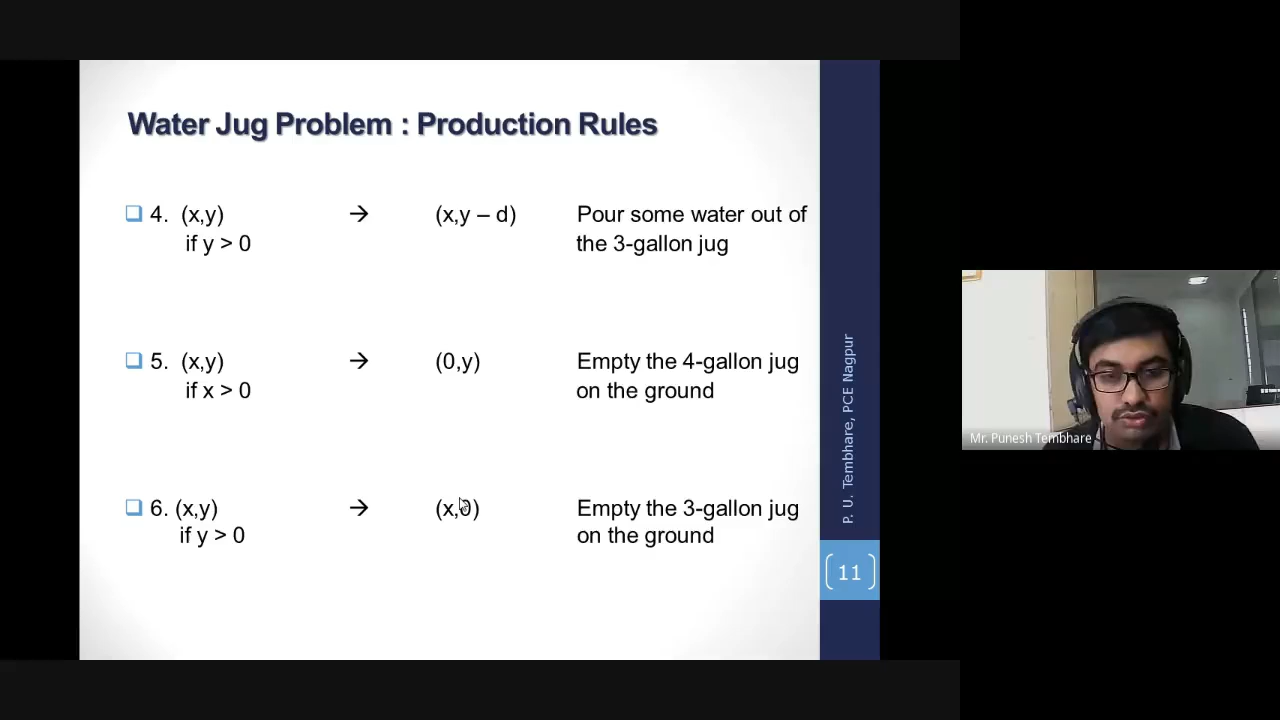 Water Jug Problem : Production Rules
4. (x,y) → (x,y – d) Pour some water out of
if y > 0 the 3-gallon jug
5. (x,y) → (0,y) Empty the 4-gallon jug
if x > 0 on the ground
6. (x,y) → (x,0) Empty the 3-gallon jug
if y > 0 on the ground
P. U. Tembhare, PCE Nagpur
11
Mr. Punesh Tembhare